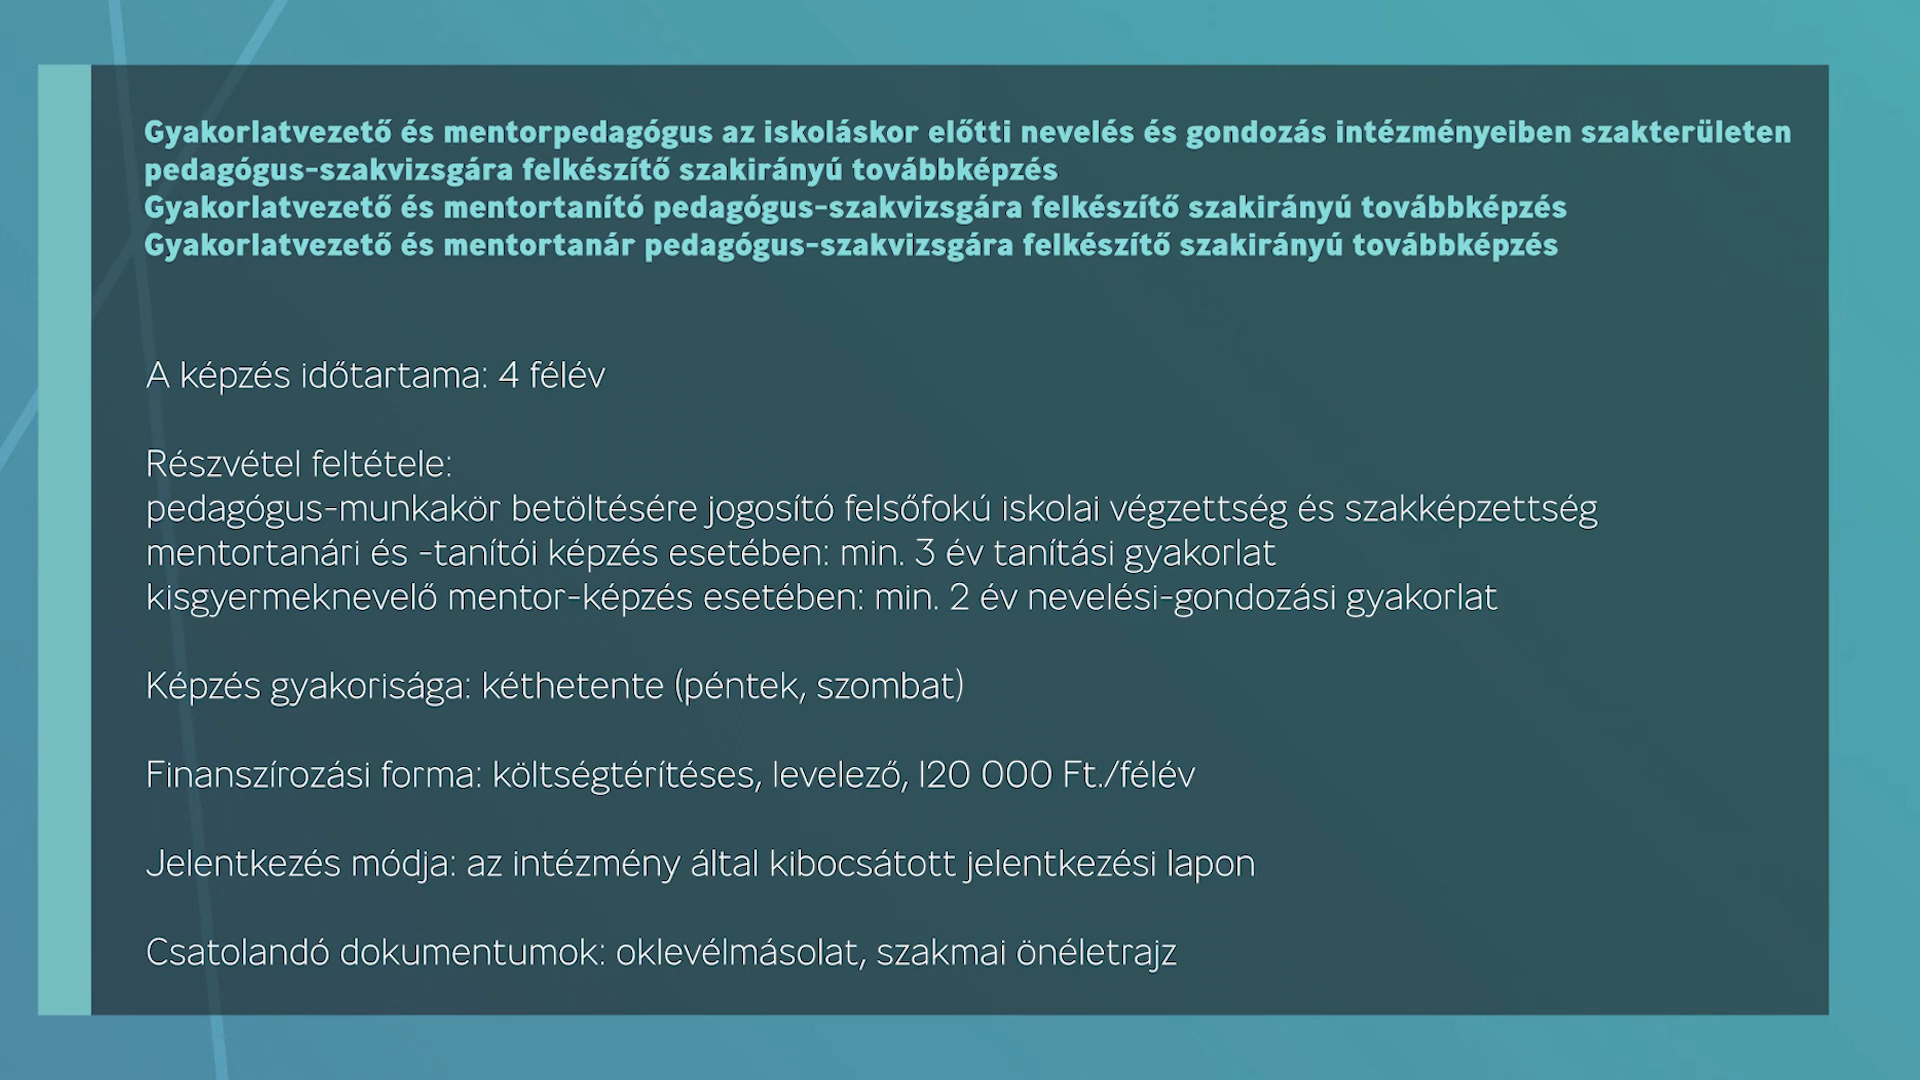 Gyakorlatvezető és mentorpedagógus az iskoláskor előtti nevelés és gondozás intézményeiben szakterületen
pedagógus-szakvizsgára felkészítő szakirányú továbbképzés
Gyakorlatvezető és mentortanító pedagógus-szakvizsgára felkészítő szakirányú továbbképzés
Gyakorlatvezető és mentortanár pedagógus-szakvizsgára felkészítő szakirányú továbbképzés
A képzés időtartama: 4 félév
Részvétel feltétele:
pedagógus-munkakör betöltésére jogosító felsőfokú iskolai végzettség és szakképzettség
mentortanári és -tanítói képzés esetében: min. 3 év tanítási gyakorlat
kisgyermeknevelő mentor-képzés esetében: min. 2 év nevelési-gondozási gyakorlat
Képzés gyakorisága: kéthetente (péntek, szombat)
Finanszírozási forma: költségtérítéses, levelező, 120 000 Ft./félév
Jelentkezés módja: az intézmény által kibocsátott jelentkezési lapon
Csatolandó dokumentumok: oklevélmásolat, szakmai önéletrajz